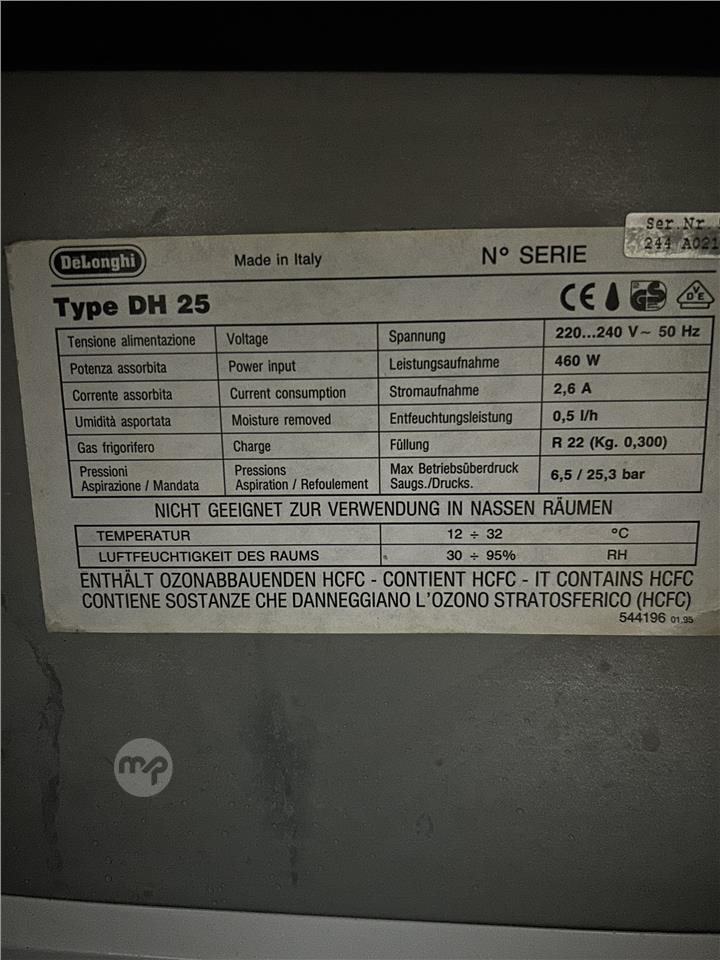 Ser.Nr.
244 A021
DeLonghi Made in Italy N° SERIE
Type DH 25 CE GS VDE
Tensione alimentazione Voltage Spannung 220...240 V~ 50 Hz
Potenza assorbita Power input Leistungsaufnahme 460 W
Corrente assorbita Current consumption Stromaufnahme 2,6 A
Umidità asportata Moisture removed Entfeuchtungsleistung 0,5 l/h
Gas frigorifero Charge Füllung R 22 (Kg. 0,300)
Pressioni Aspirazione / Mandata Pressions Aspiration / Refoulement Max Betriebsüberdruck Saugs./Drucks. 6,5 / 25,3 bar
NICHT GEEIGNET ZUR VERWENDUNG IN NASSEN RÄUMEN
TEMPERATUR 12 ÷ 32 °C
LUFTFEUCHTIGKEIT DES RAUMS 30 ÷ 95% RH
ENTHÄLT OZONABBAUENDEN HCFC - CONTIENT HCFC - IT CONTAINS HCFC
CONTIENE SOSTANZE CHE DANNEGGIANO L'OZONO STRATOSFERICO (HCFC)
544196 01.95
mp